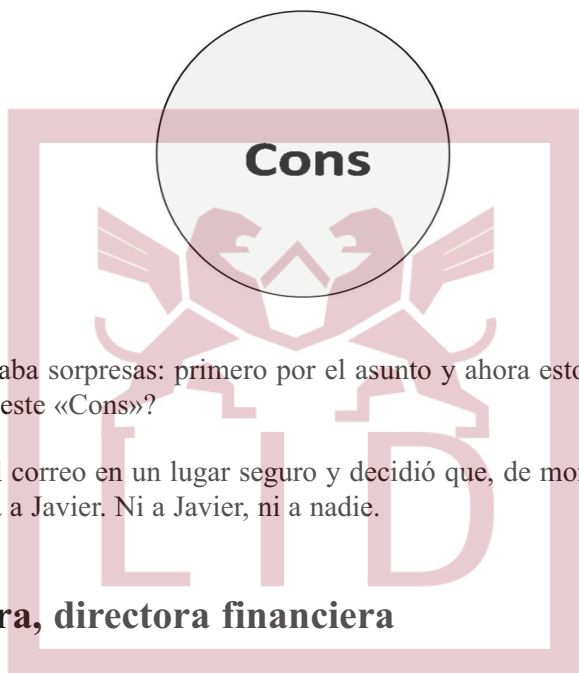 Cons
aba sorpresas: primero por el asunto y ahora esto
este «Cons»?
correo en un lugar seguro y decidió que, de mo
a Javier. Ni a Javier, ni a nadie.
ra, directora financiera
LID